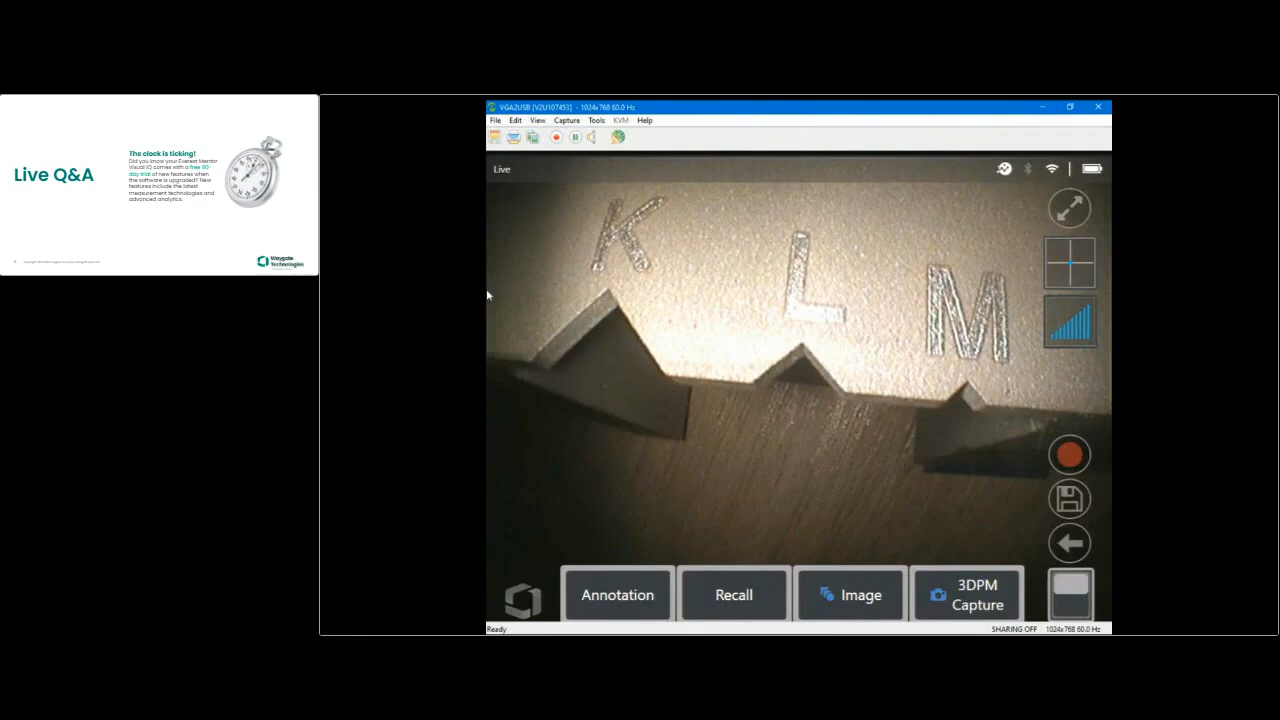 Live Q&A
The clock is ticking!
Did you know your Everest Mentor
Visual iQ comes with a free 90-
day trial of new features when
the software is upgraded? New
features include the latest
measurement technologies and
advanced analytics.
Waygate
Technologies
VGA2USB [V2U107453] - 1024x768 60.0 Hz
File Edit View Capture Tools KVM Help
Live
K
L
M
Annotation
Recall
Image
3DPM
Capture
Ready
SHARING OFF
1024x768 60.0 Hz